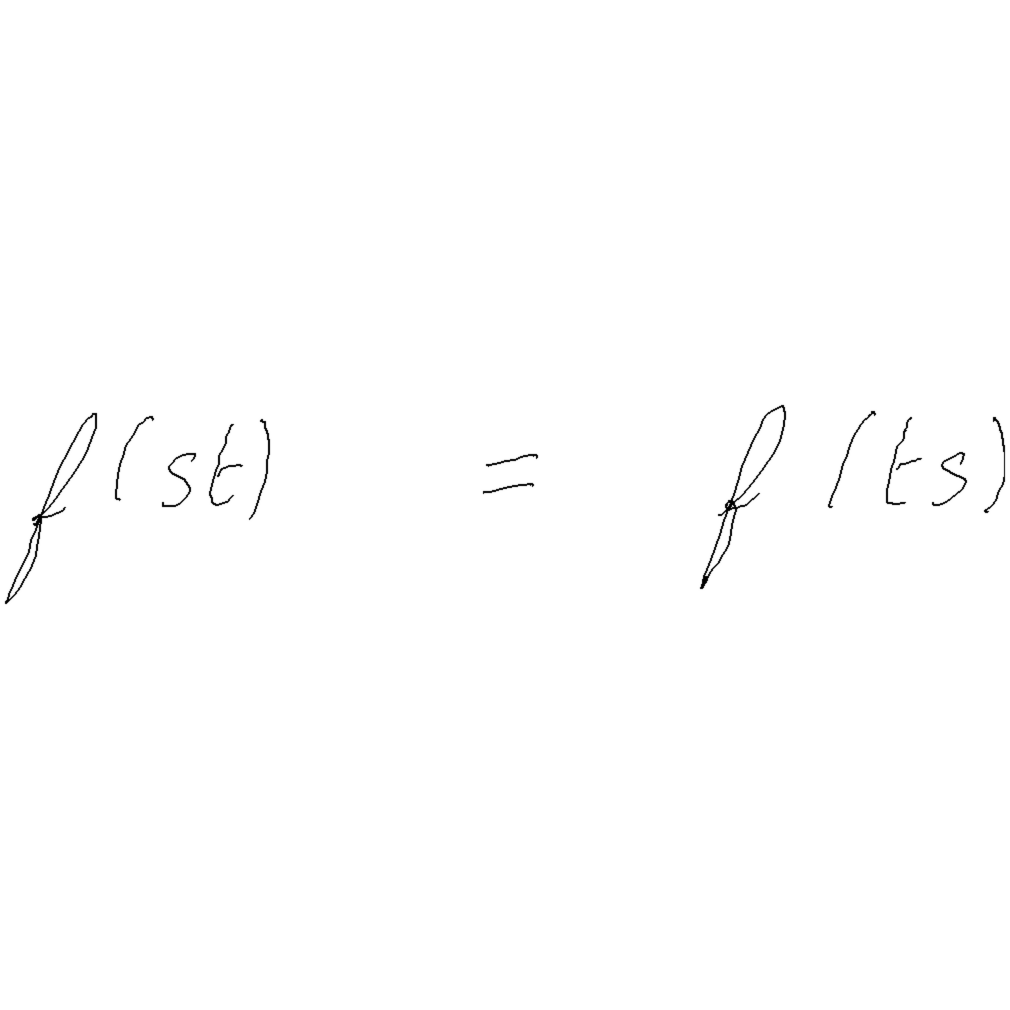 f(st) = f(ts)